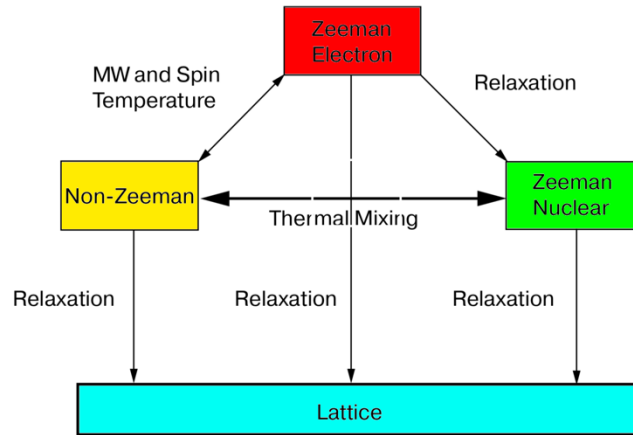 Zeeman
Electron
MW and Spin
Temperature
Relaxation
Non-Zeeman
Zeeman
Nuclear
Thermal Mixing
Relaxation
Relaxation
Relaxation
Lattice